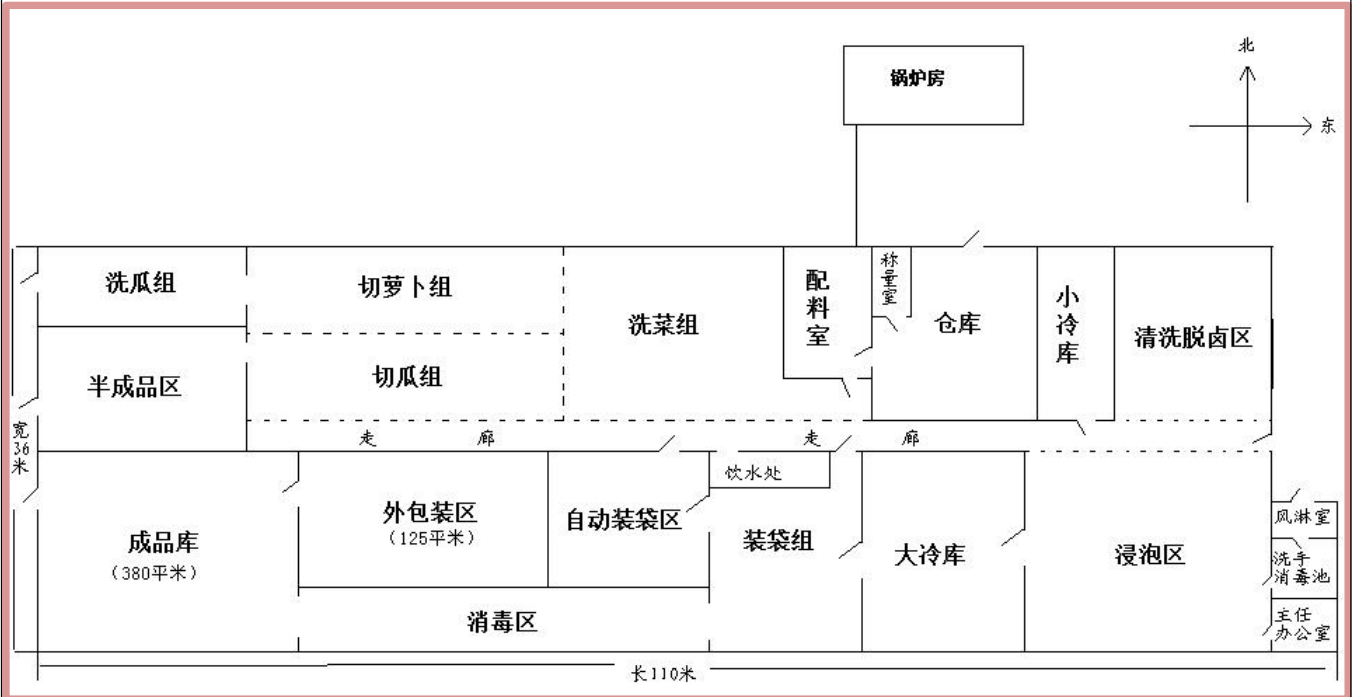 锅炉房
北
东
洗瓜组
切萝卜组
洗菜组
配料室
称量室
仓库
小冷库
清洗脱卤区
半成品区
切瓜组
宽36米
走廊
走廊
饮水处
成品库
(380平米)
外包装区
(125平米)
自动装袋区
装袋组
大冷库
浸泡区
风淋室
洗手
消毒池
主任
办公室
消毒区
长110米